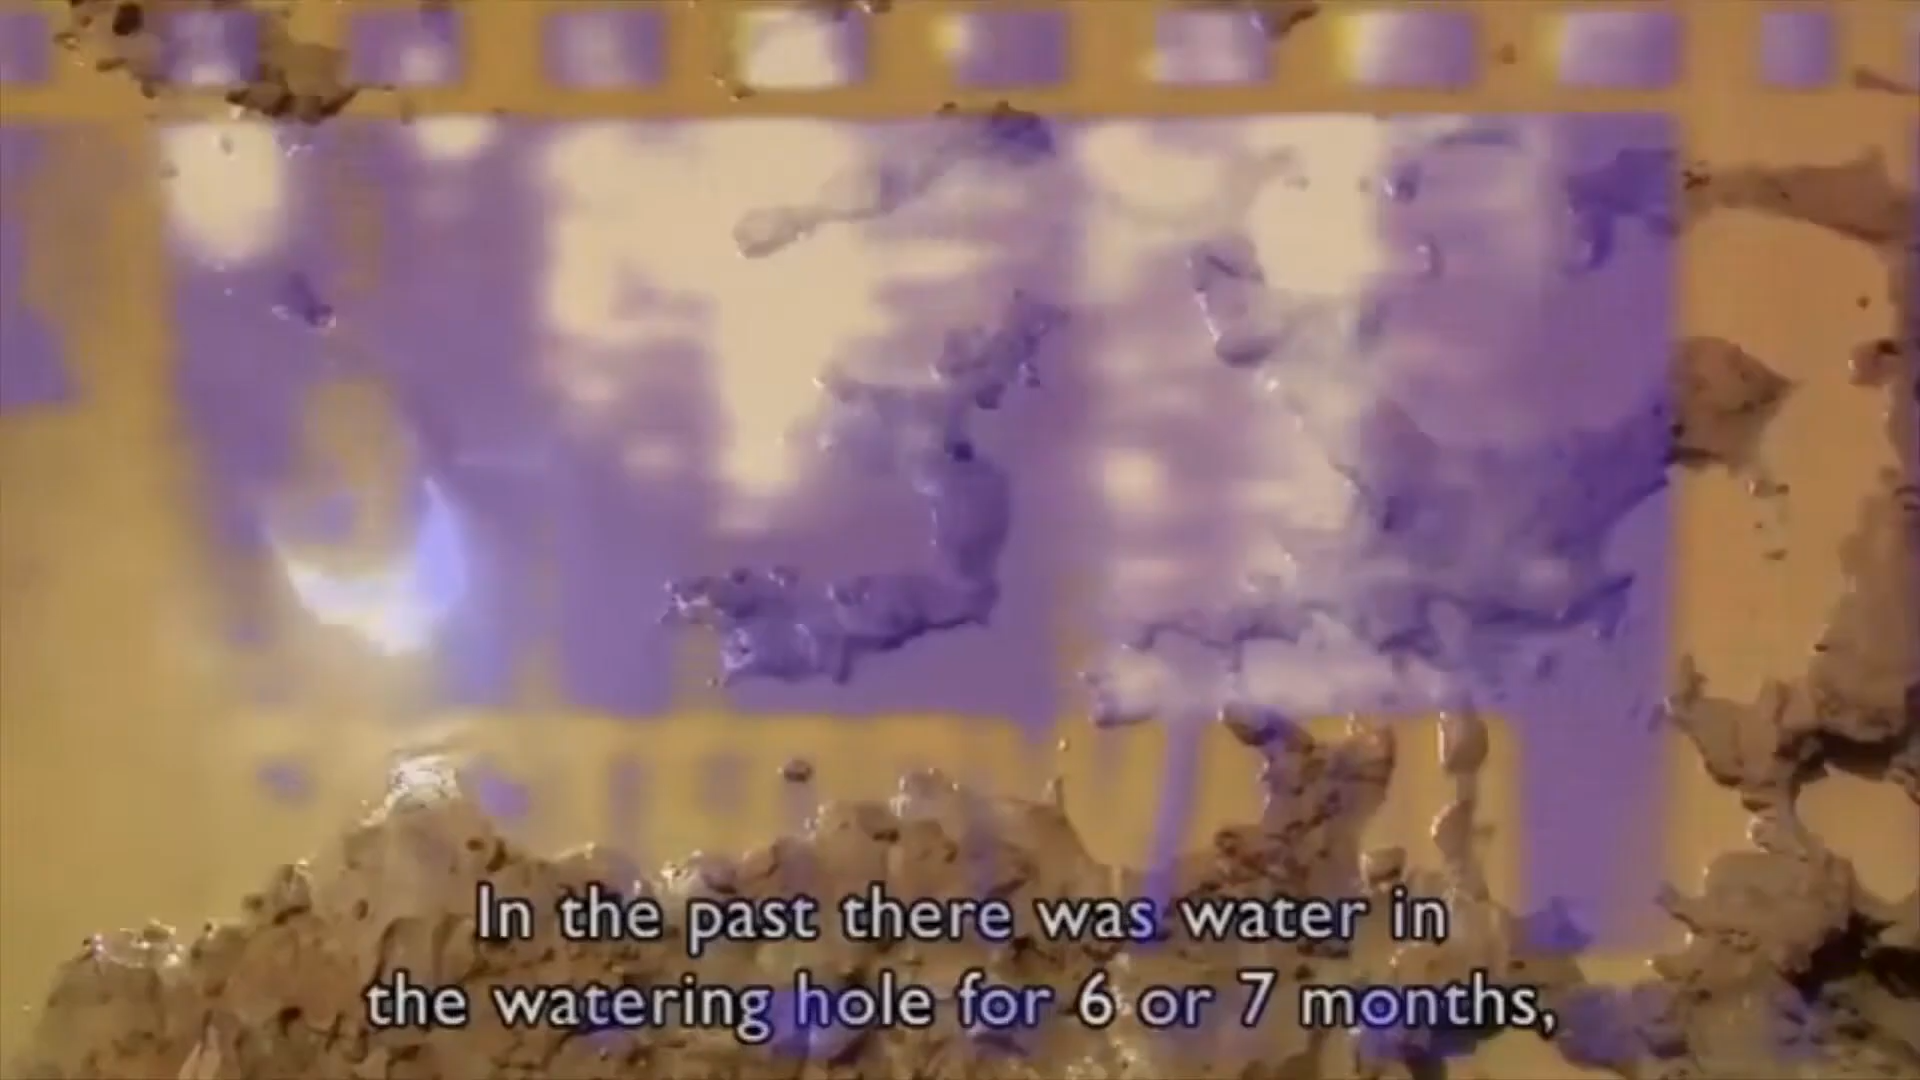 In the past there was water in
the watering hole for 6 or 7 months,